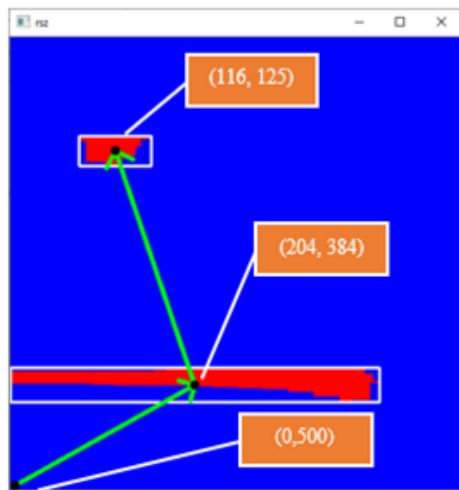 rsz
(116, 125)
(204, 384)
(0,500)